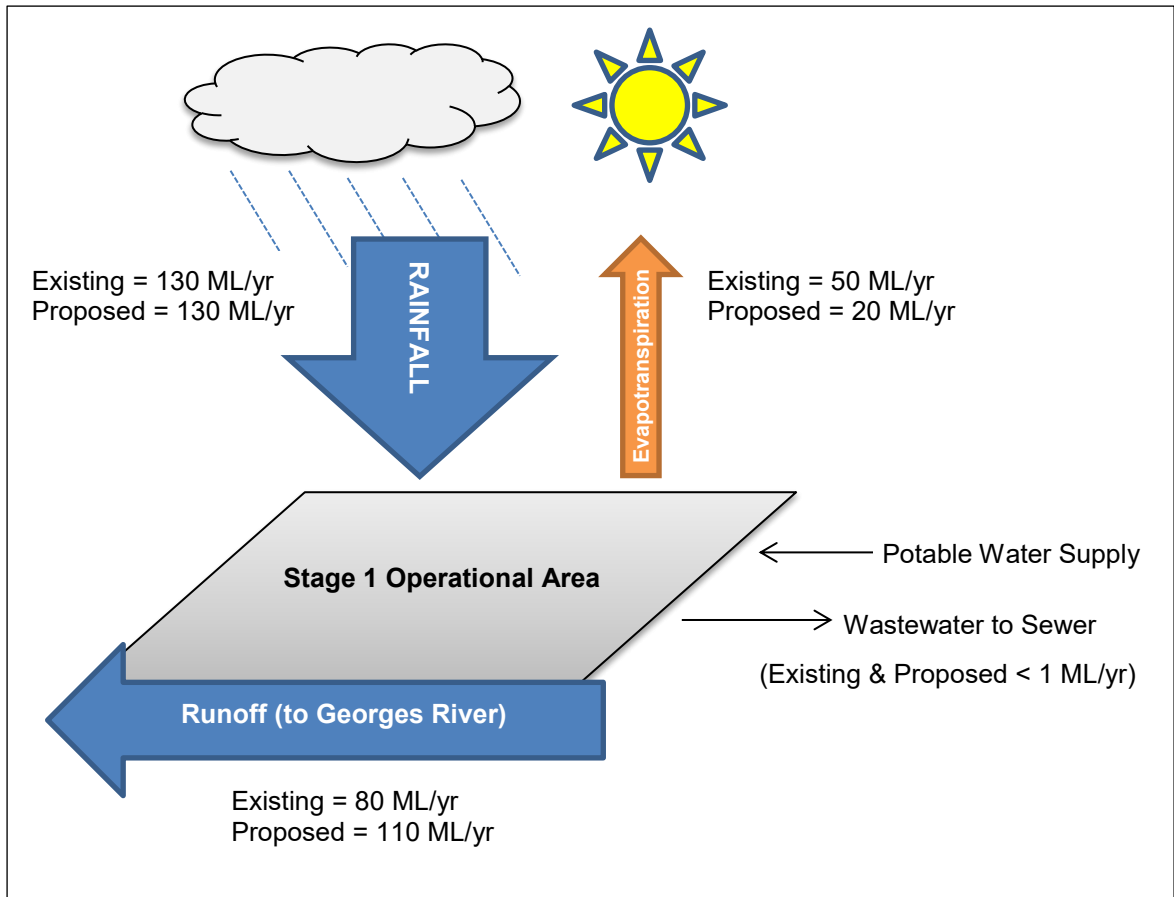 RAINFALL
Existing = 130 ML/yr
Proposed = 130 ML/yr
Evapotranspiration
Existing = 50 ML/yr
Proposed = 20 ML/yr
Stage 1 Operational Area
Potable Water Supply
Wastewater to Sewer
(Existing & Proposed < 1 ML/yr)
Runoff (to Georges River)
Existing = 80 ML/yr
Proposed = 110 ML/yr